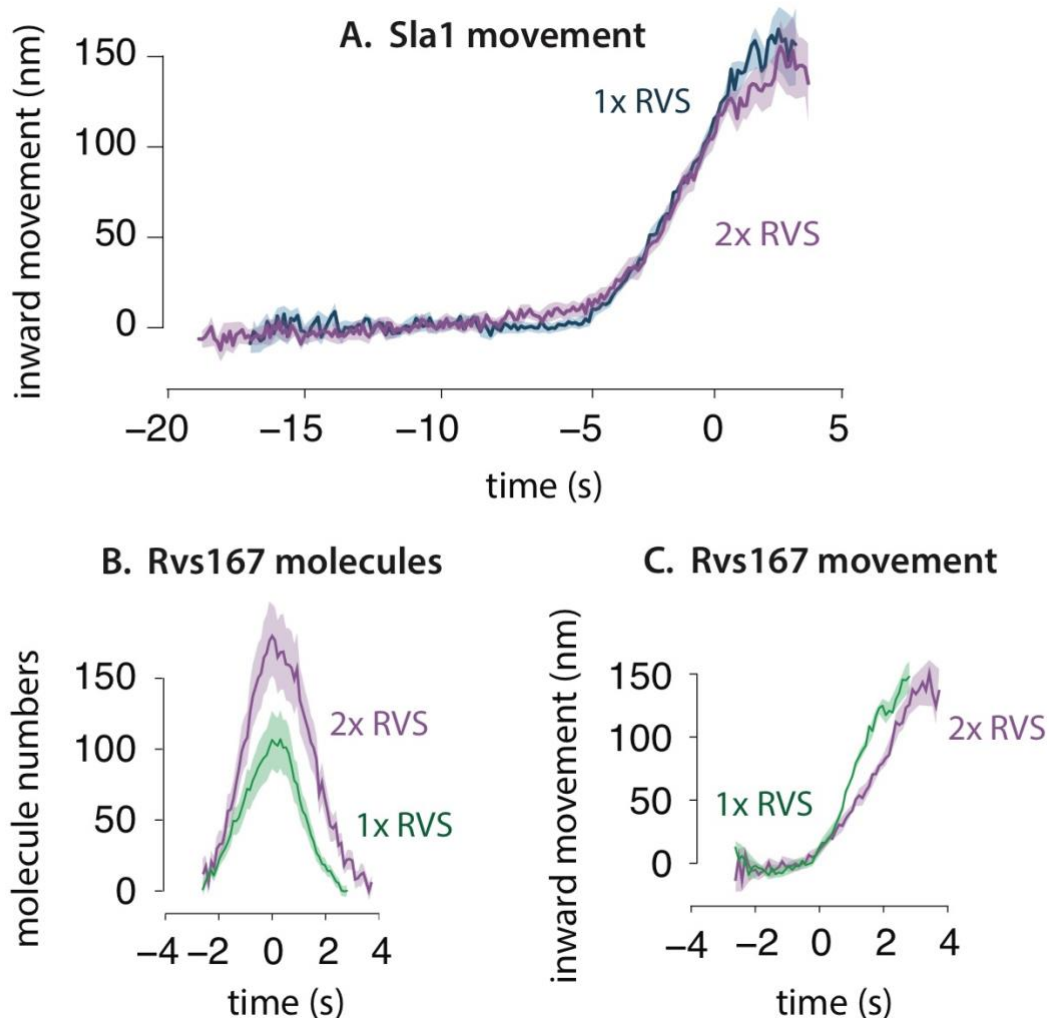 A. Sla1 movement
inward movement (nm)
150
100
50
0
1x RVS
2x RVS
−20 −15 −10 −5 0 5
time (s)
B. Rvs167 molecules
molecule numbers
150
100
50
0
2x RVS
1x RVS
−4 −2 0 2 4
time (s)
C. Rvs167 movement
inward movement (nm)
150
100
50
0
1x RVS
2x RVS
−4 −2 0 2 4
time (s)